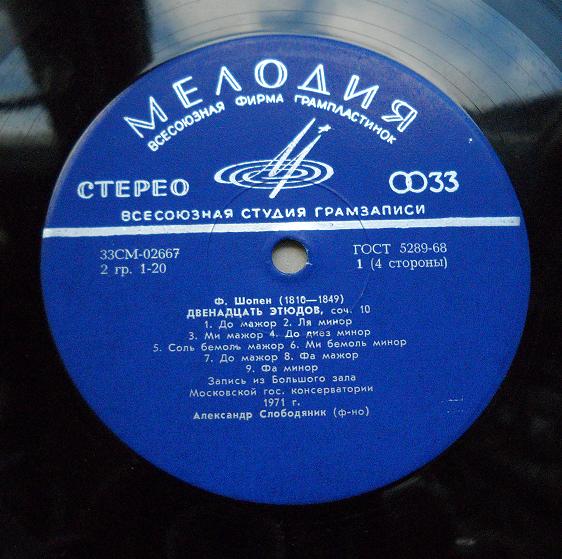 МЕЛОДИЯ
ВСЕСОЮЗНАЯ ФИРМА ГРАМПЛАСТИНОК
СТЕРЕО
33
ВСЕСОЮЗНАЯ СТУДИЯ ГРАМЗАПИСИ
33СМ-02667 ГОСТ 5289-68
2 гр. 1-20 1 (4 стороны)
Ф. Шопен (1810—1849)
ДВЕНАДЦАТЬ ЭТЮДОВ, соч. 10
1. До мажор 2. Ля минор
3. Ми мажор 4. До диез минор
5. Соль бемоль мажор 6. Ми бемоль минор
7. До мажор 8. Фа мажор
9. Фа минор
Запись из Большого зала
Московской гос. консерватории
1971 г.
Александр Слободяник (ф-но)